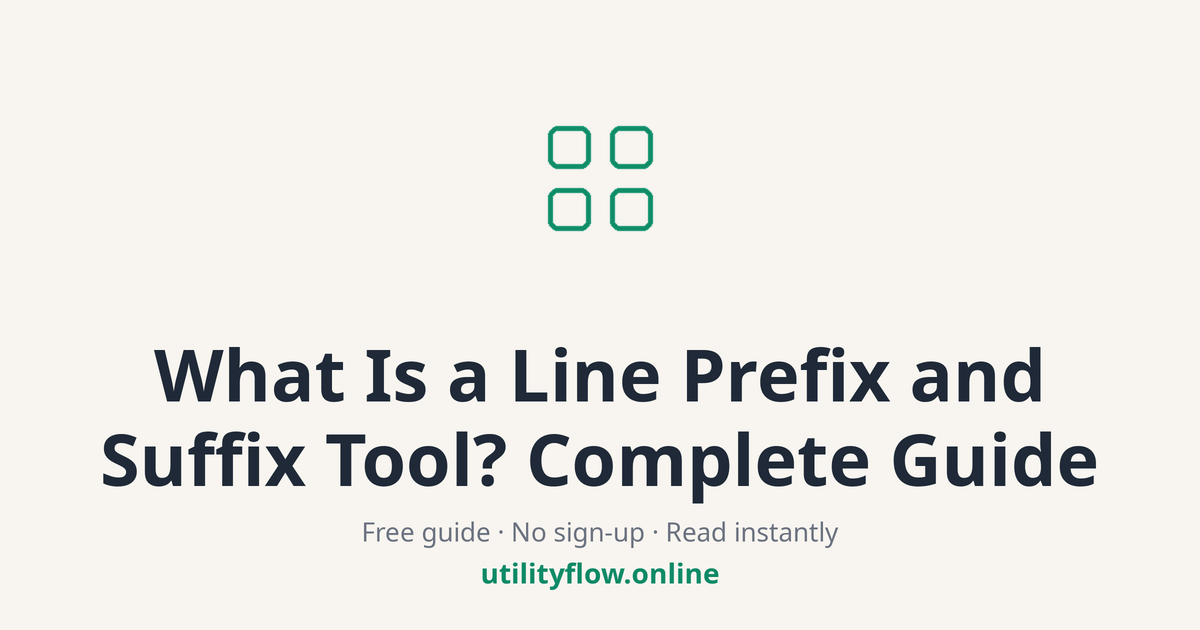 What Is a Line Prefix and
Suffix Tool? Complete Guide
Free guide · No sign-up · Read instantly
utilityflow.online